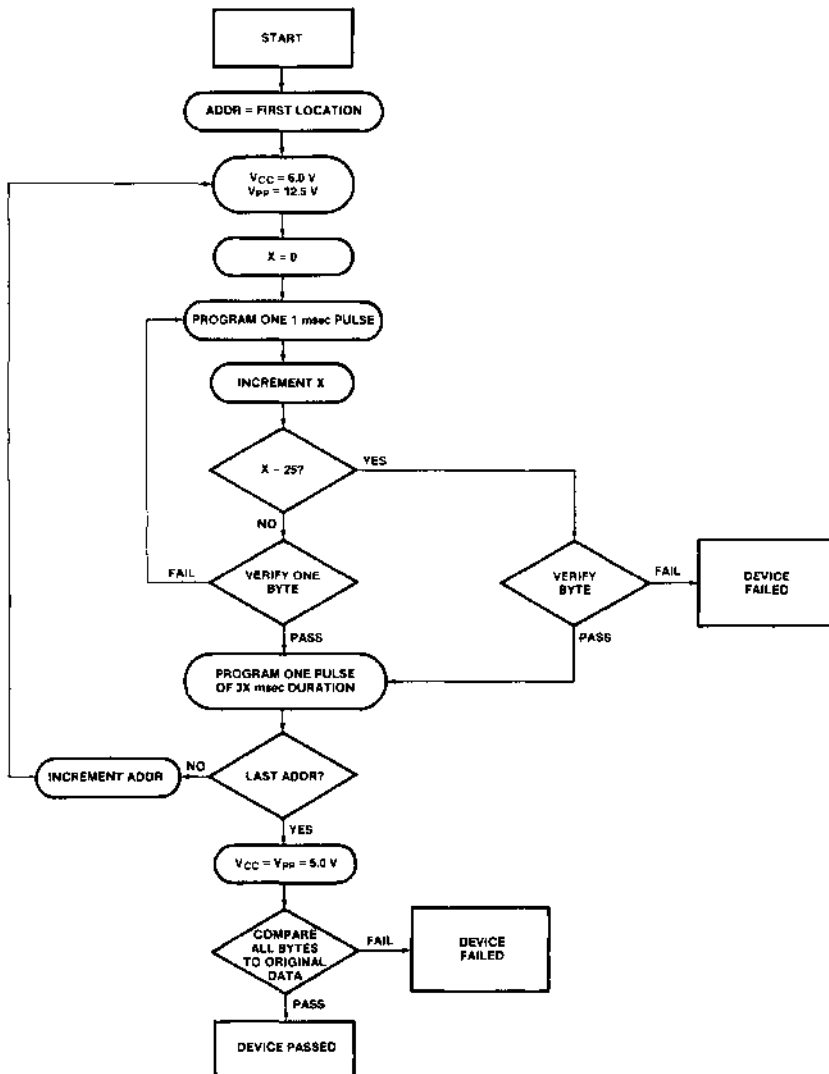 START
ADDR = FIRST LOCATION
VCC = 6.0 V
VPP = 12.5 V
X = 0
PROGRAM ONE 1 msec PULSE
INCREMENT X
X = 25?
YES
NO
FAIL
VERIFY ONE
BYTE
VERIFY
BYTE
FAIL
DEVICE
FAILED
PASS
PASS
PROGRAM ONE PULSE
OF 3X msec DURATION
INCREMENT ADDR
NO
LAST ADDR?
YES
VCC = VPP = 5.0 V
COMPARE
ALL BYTES
TO ORIGINAL
DATA
FAIL
DEVICE
FAILED
PASS
DEVICE PASSED